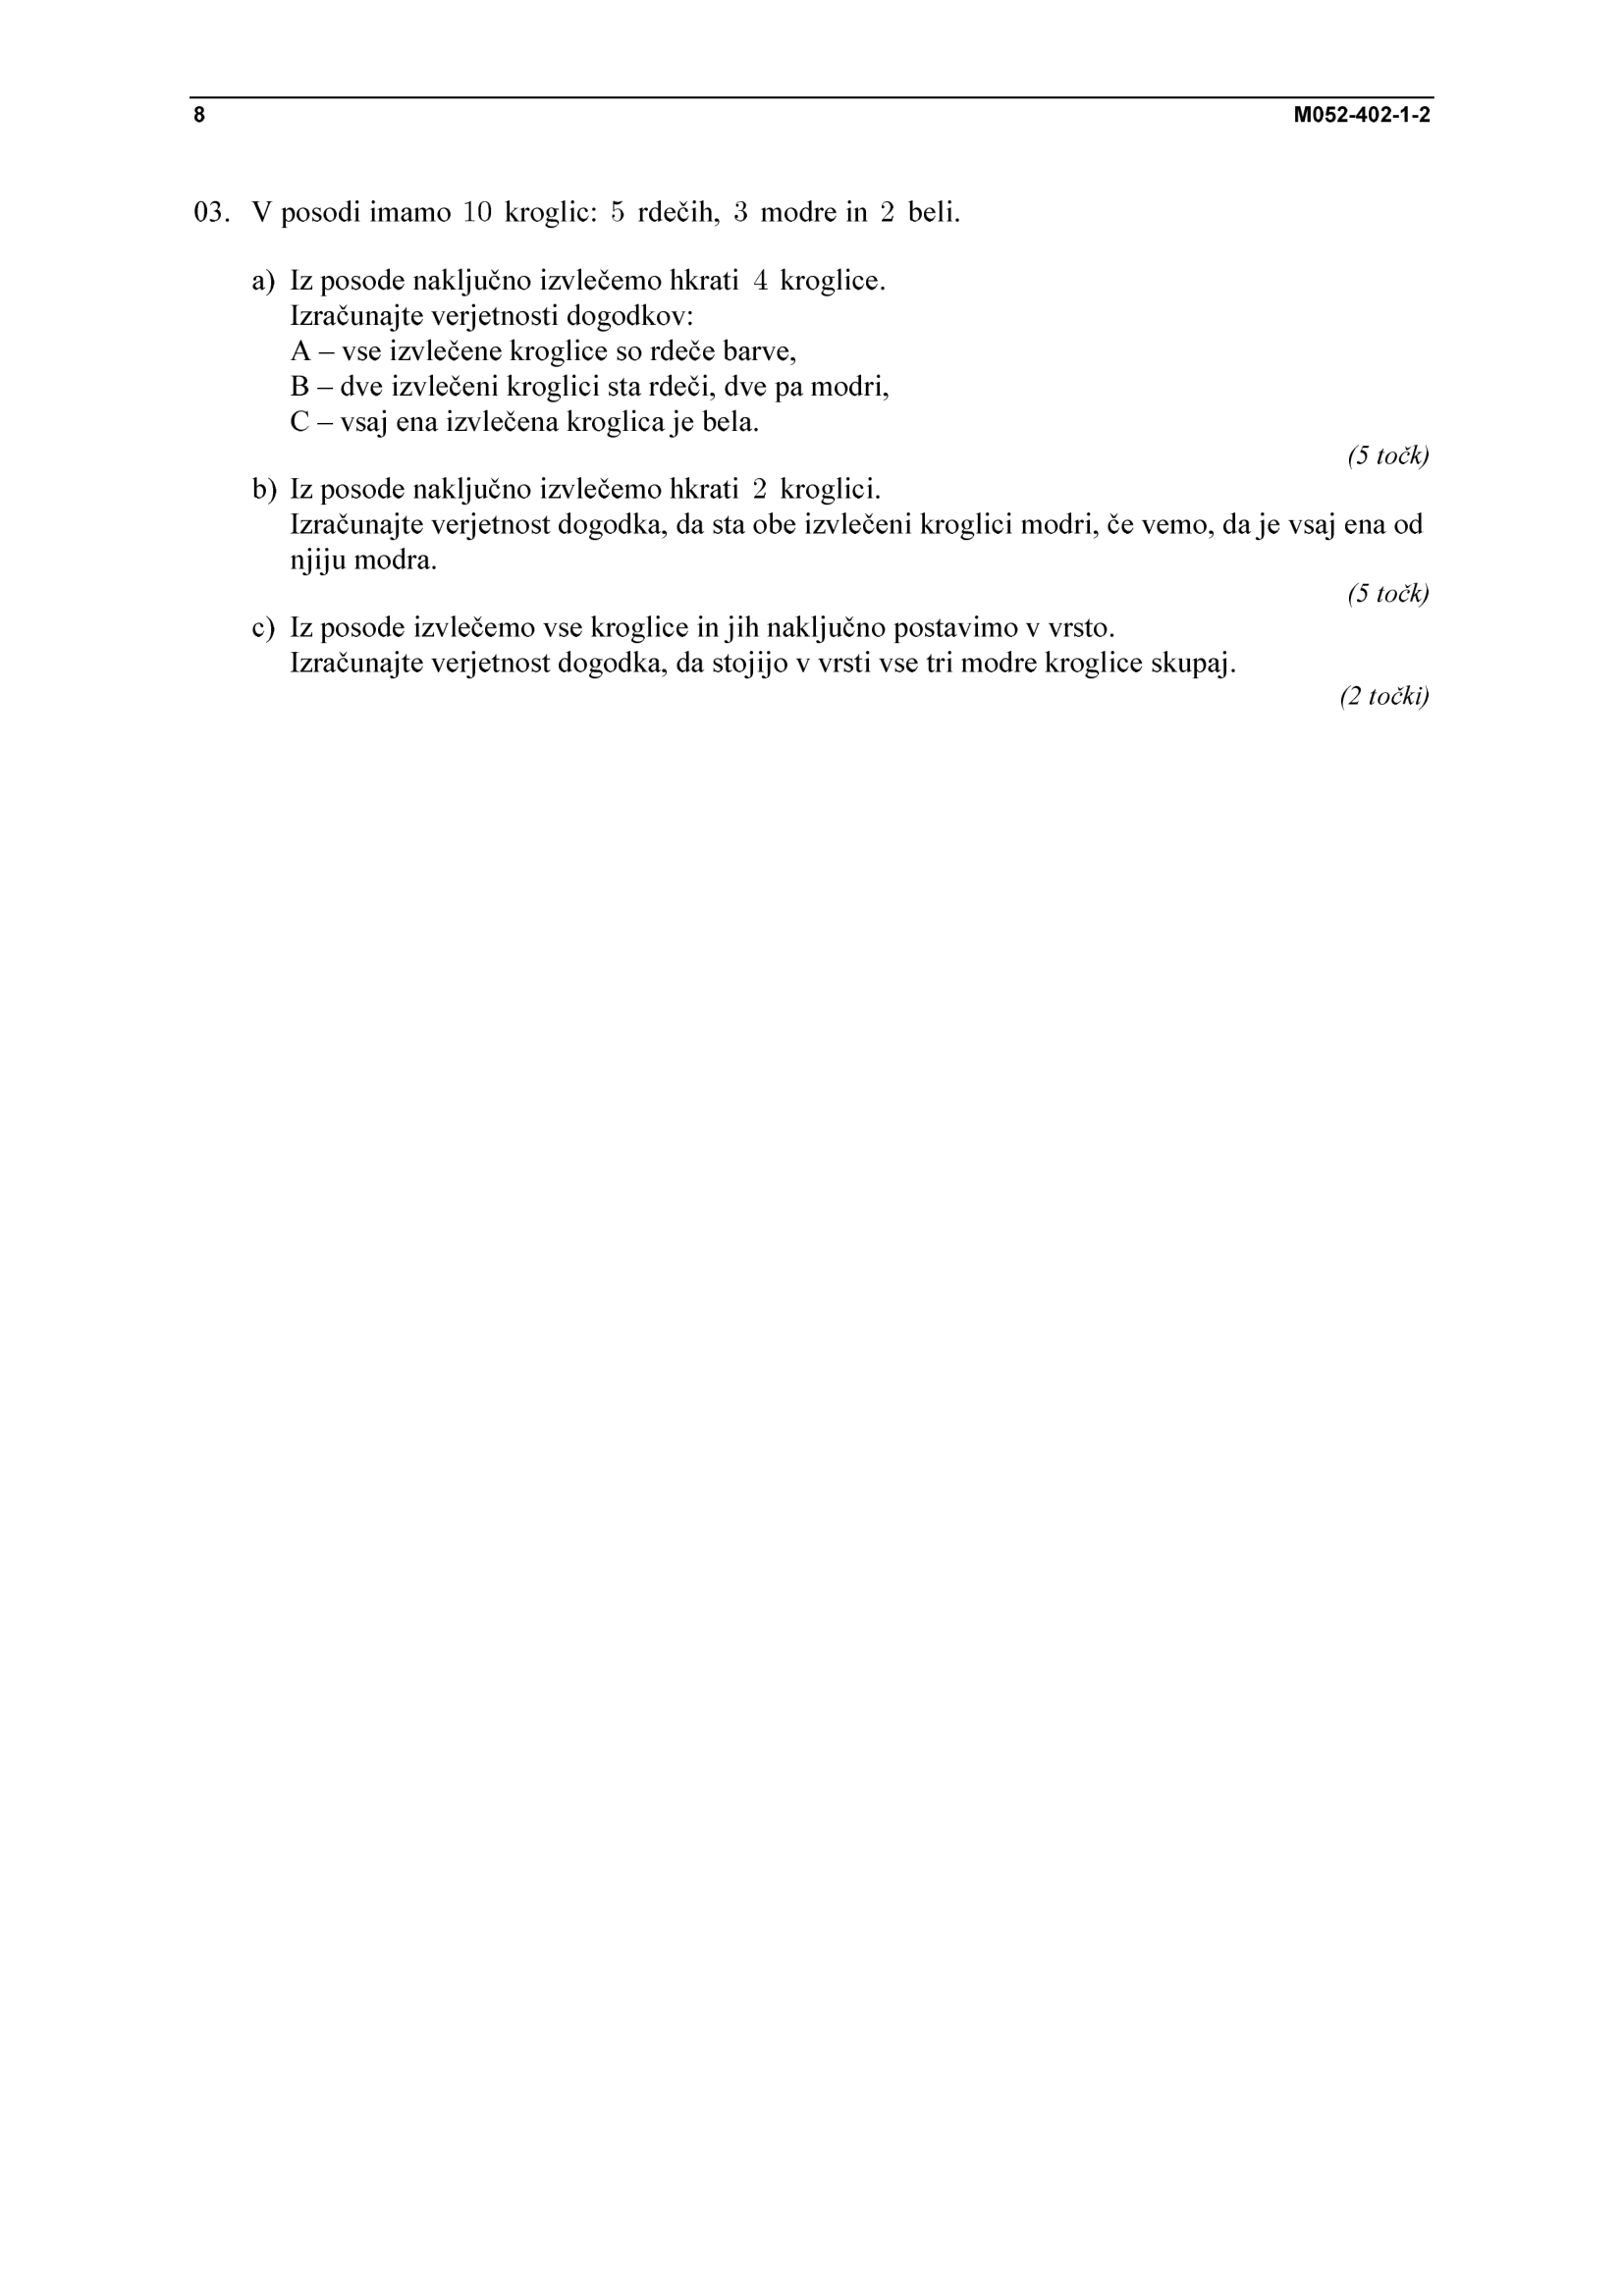 8 M052-402-1-2
03. V posodi imamo 10 kroglic: 5 rdečih, 3 modre in 2 beli.
a) Iz posode naključno izvlečemo hkrati 4 kroglice.
Izračunajte verjetnosti dogodkov:
A – vse izvlečene kroglice so rdeče barve,
B – dve izvlečeni kroglici sta rdeči, dve pa modri,
C – vsaj ena izvlečena kroglica je bela.
(5 točk)
b) Iz posode naključno izvlečemo hkrati 2 kroglici.
Izračunajte verjetnost dogodka, da sta obe izvlečeni kroglici modri, če vemo, da je vsaj ena od
njiju modra.
(5 točk)
c) Iz posode izvlečemo vse kroglice in jih naključno postavimo v vrsto.
Izračunajte verjetnost dogodka, da stojijo v vrsti vse tri modre kroglice skupaj.
(2 točki)